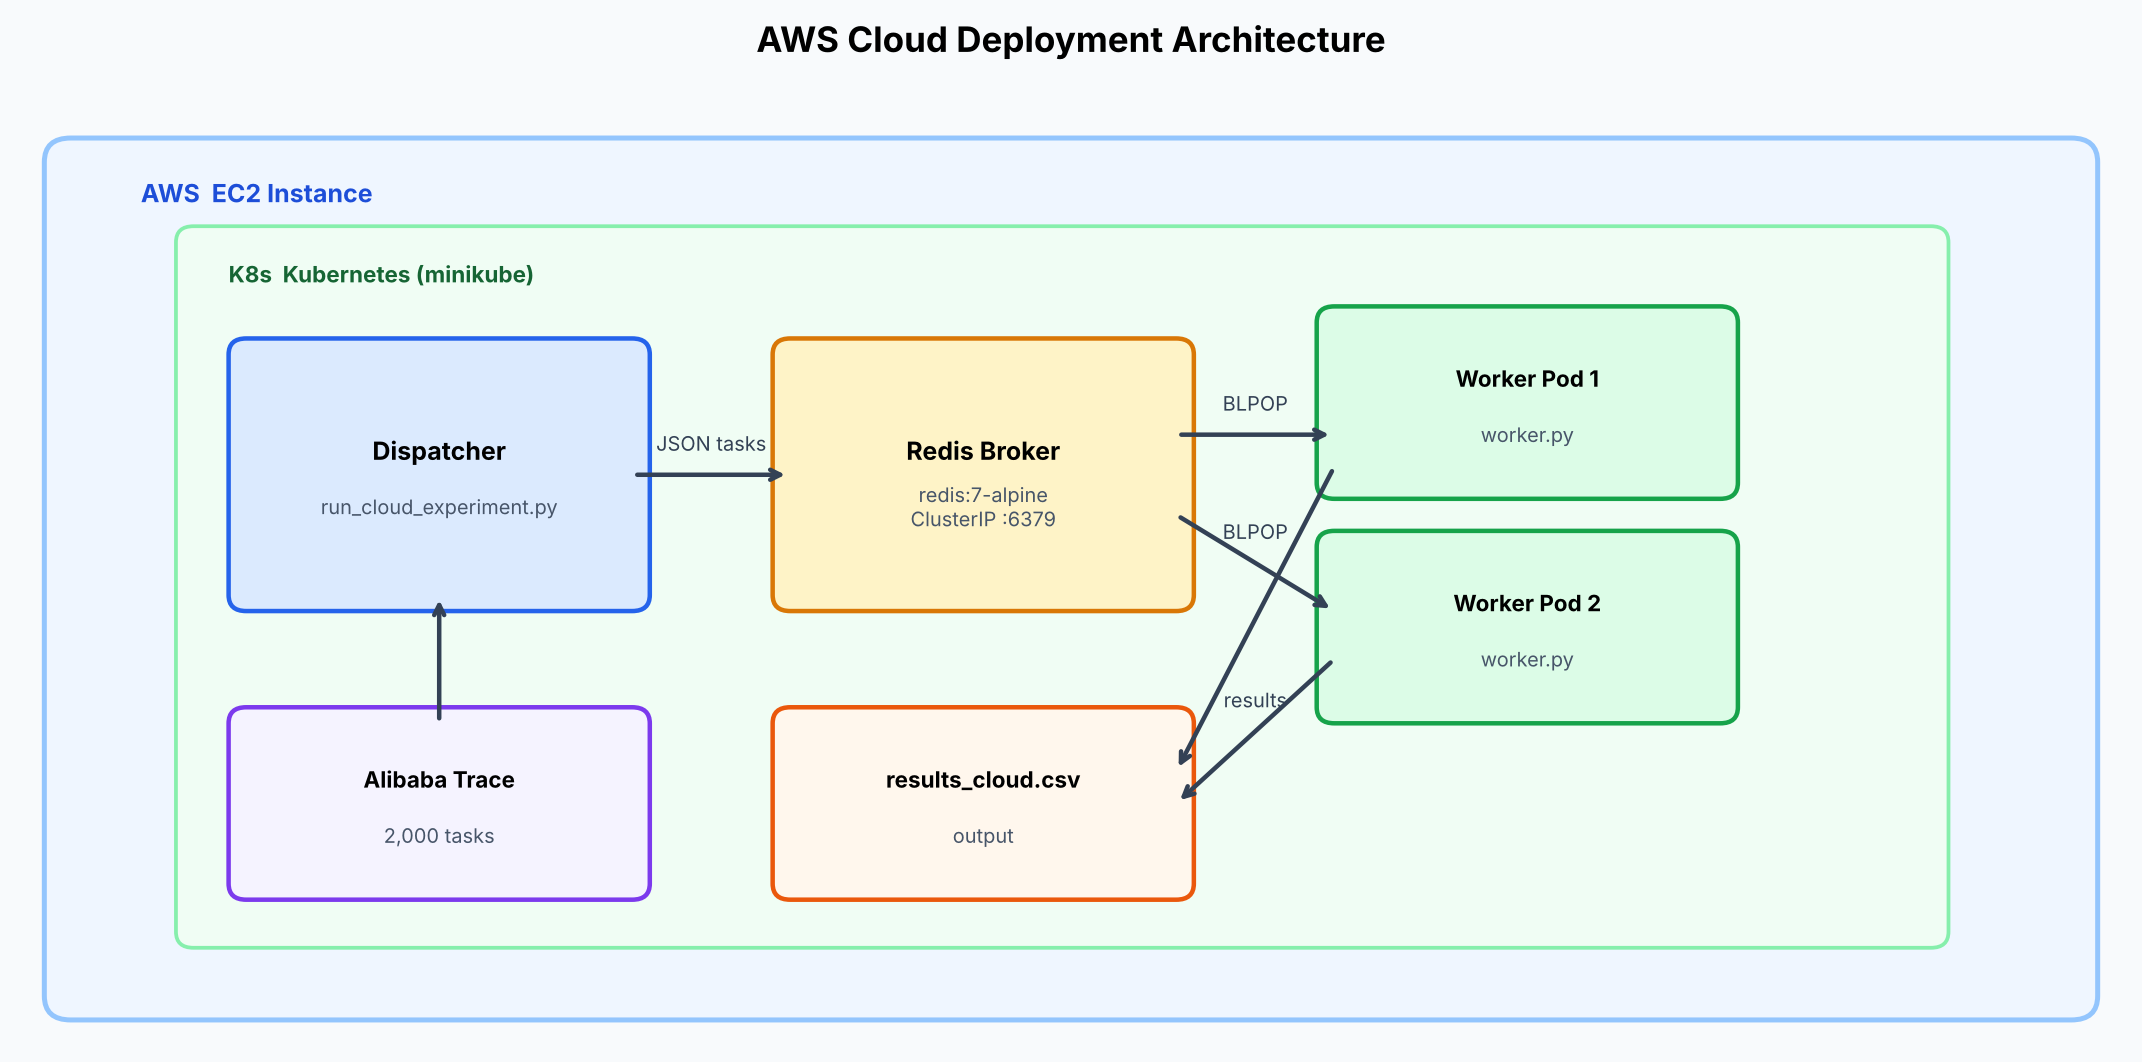 AWS Cloud Deployment Architecture
AWS EC2 Instance
K8s Kubernetes (minikube)
Dispatcher
run_cloud_experiment.py
JSON tasks
Redis Broker
redis:7-alpine
ClusterIP :6379
BLPOP
BLPOP
Worker Pod 1
worker.py
Worker Pod 2
worker.py
results
Alibaba Trace
2,000 tasks
results_cloud.csv
output